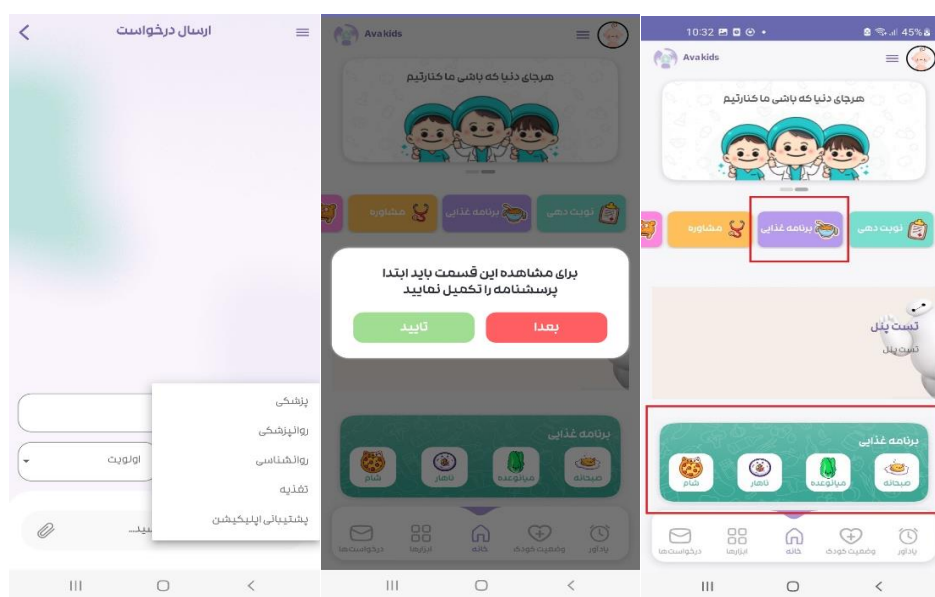 ارسال درخواست
پزشکی
روانپزشکی
روانشناسی
تغذیه
پشتیبانی اپلیکیشن
اولویت
Avakids
هرجای دنیا که باشی ما کنارتیم
نوبت دهی
برنامه غذایی
مشاوره
برای مشاهده این قسمت باید ابتدا
پرسشنامه را تکمیل نمایید
بعدا
تایید
برنامه غذایی
صبحانه
میانوعده
ناهار
شام
یادآور
وضعیت کودک
خانه
ابزارها
درخواست‌ها
10:32
45%
Avakids
هرجای دنیا که باشی ما کنارتیم
نوبت دهی
برنامه غذایی
مشاوره
تست پنل
تست پنل
برنامه غذایی
صبحانه
میانوعده
ناهار
شام
یادآور
وضعیت کودک
خانه
ابزارها
درخواست‌ها